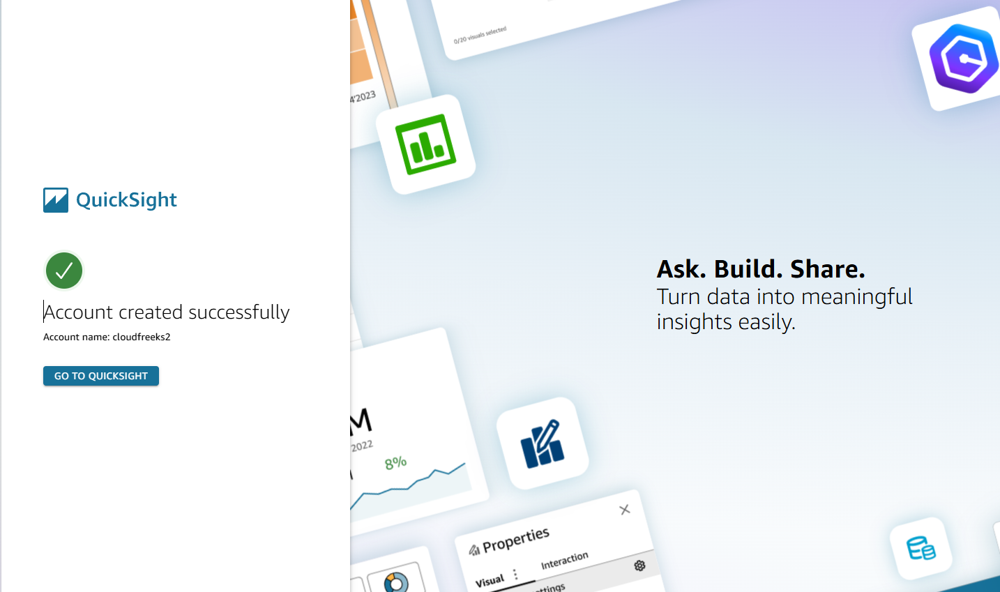 QuickSight
Account created successfully
Account name: cloudfreeks2
GO TO QUICKSIGHT
0/20 visuals selected
4'2023
Ask. Build. Share.
Turn data into meaningful
insights easily.
M
2022
8%
Properties
Visual
Interaction